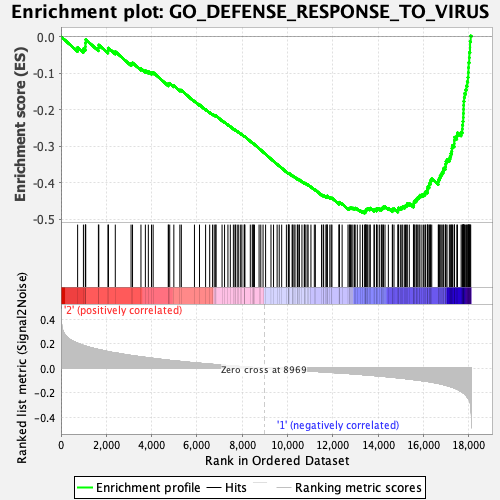 Enrichment plot: GO_DEFENSE_RESPONSE_TO_VIRUS
Enrichment score (ES)
0.0
-0.1
-0.2
-0.3
-0.4
-0.5
'2' (positively correlated)
Ranked list metric (Signal2Noise)
0.4
0.2
0.0
-0.2
-0.4
Zero cross at 8969
'1' (negatively correlated)
0 2,000 4,000 6,000 8,000 10,000 12,000 14,000 16,000 18,000
Rank in Ordered Dataset
Enrichment profile Hits Ranking metric scores